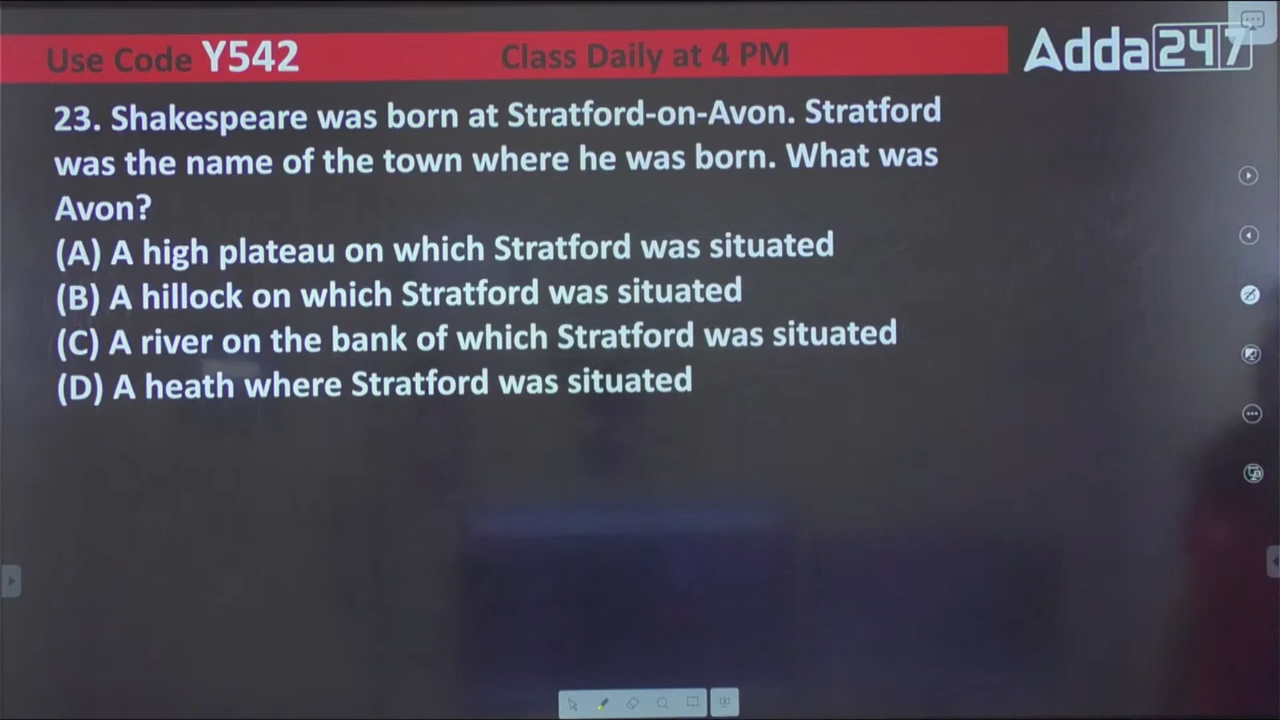 Use Code Y542 Class Daily at 4 PM Adda247
23. Shakespeare was born at Stratford-on-Avon. Stratford
was the name of the town where he was born. What was
Avon?
(A) A high plateau on which Stratford was situated
(B) A hillock on which Stratford was situated
(C) A river on the bank of which Stratford was situated
(D) A heath where Stratford was situated